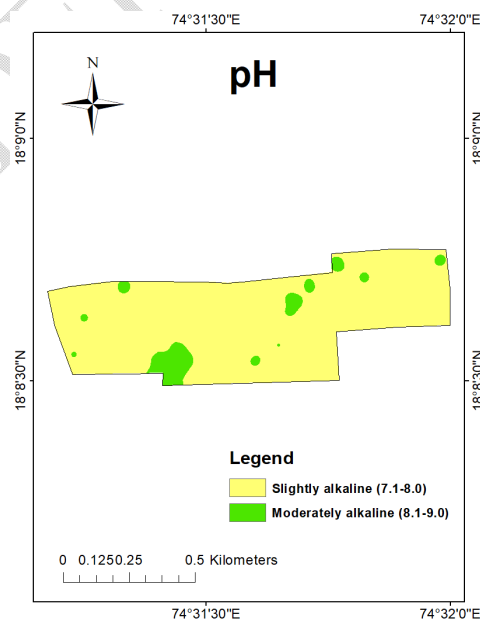 74°31'30"E 74°32'0"E
pH
N
18°9'0"N 18°9'0"N
18°8'30"N 18°8'30"N
Legend
Slightly alkaline (7.1-8.0)
Moderately alkaline (8.1-9.0)
0 0.1250.25 0.5 Kilometers
74°31'30"E 74°32'0"E